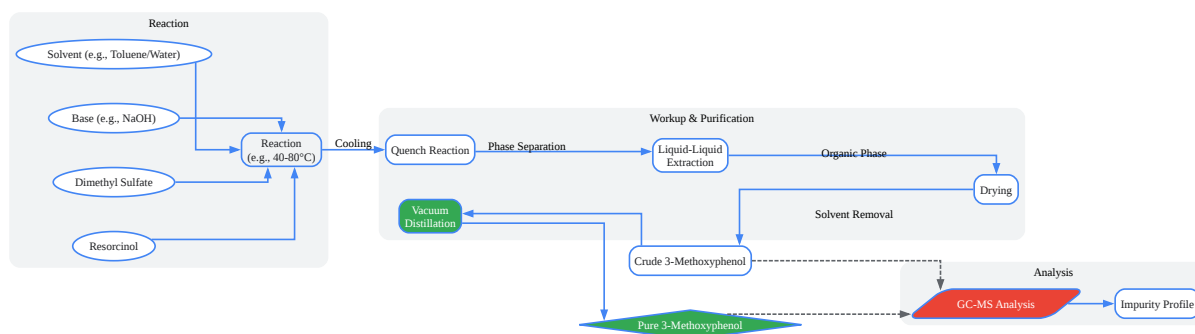 Reaction
Solvent (e.g., Toluene/Water)
Base (e.g., NaOH)
Dimethyl Sulfate
Resorcinol
Reaction
(e.g., 40-80°C)
Cooling
Workup & Purification
Quench Reaction
Phase Separation
Liquid-Liquid
Extraction
Organic Phase
Drying
Solvent Removal
Vacuum
Distillation
Crude 3-Methoxyphenol
Pure 3-Methoxyphenol
Analysis
GC-MS Analysis
Impurity Profile